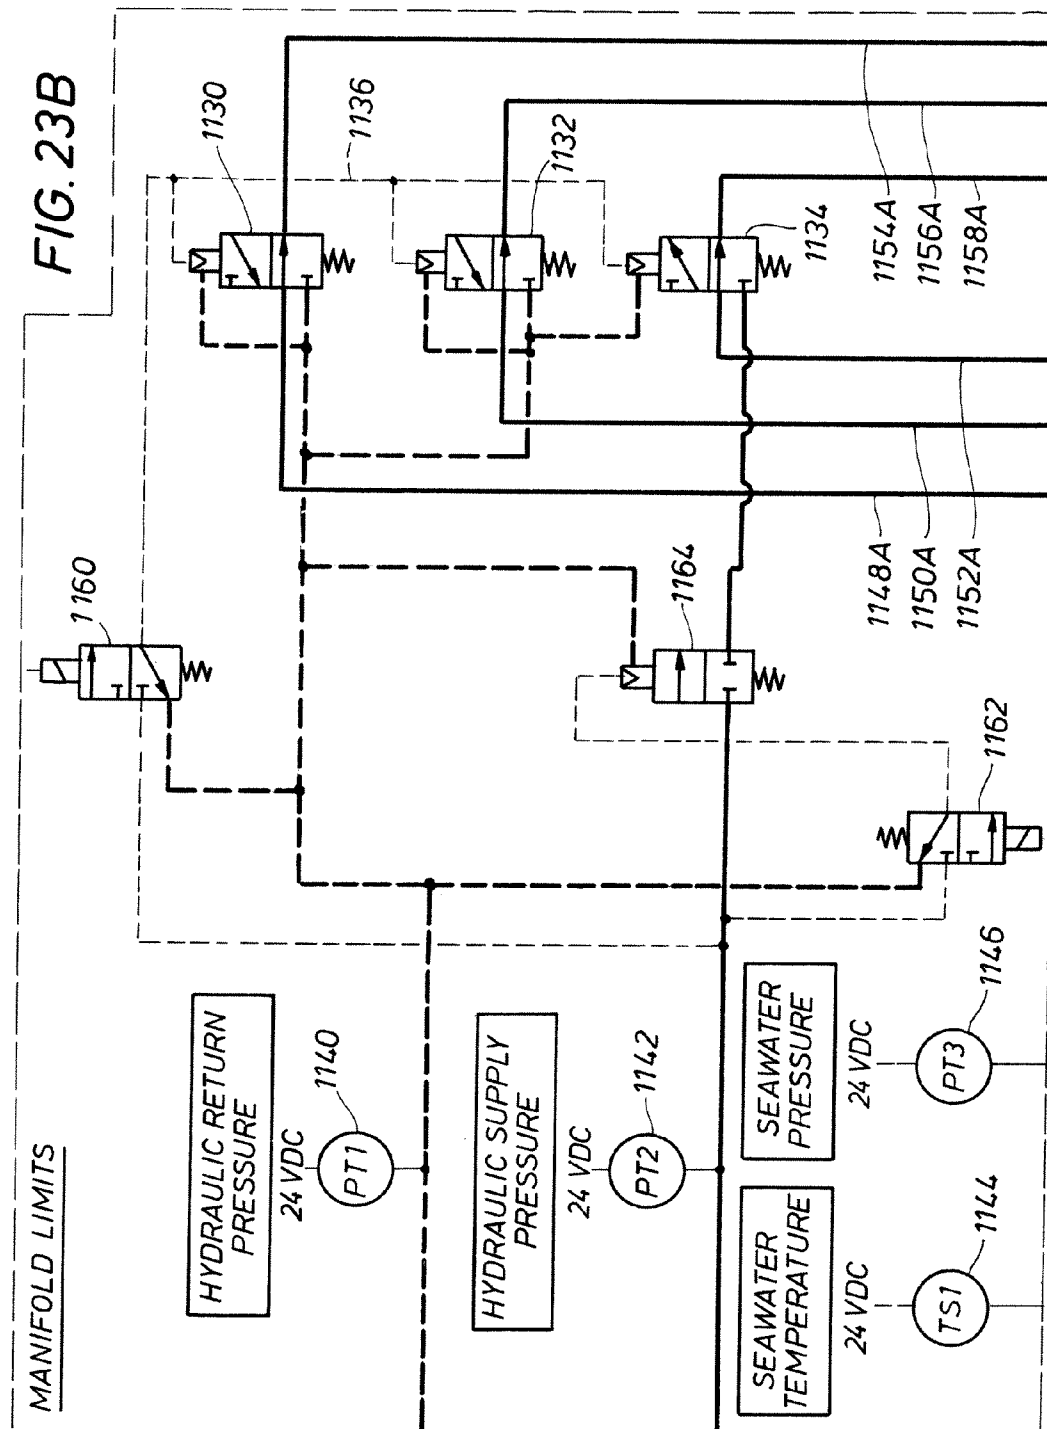 FIG. 23B
MANIFOLD LIMITS
1160
1130
1136
1132
1134
1164
1162
1154A
1156A
1158A
1148A
1150A
1152A
HYDRAULIC RETURN
PRESSURE
24 VDC
PT1
1140
HYDRAULIC SUPPLY
PRESSURE
24 VDC
PT2
1142
SEAWATER
TEMPERATURE
24 VDC
TS1
1144
SEAWATER
PRESSURE
24 VDC
PT3
1146